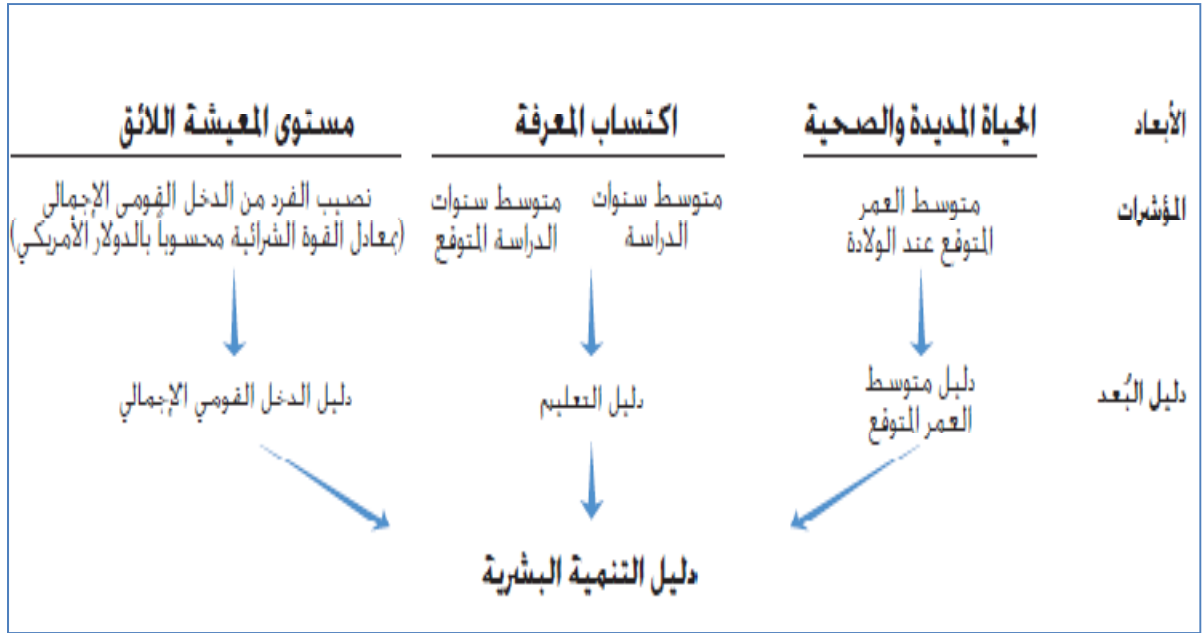 الأبعاد
الحياة المديدة والصحية
اكتساب المعرفة
مستوى المعيشة اللائق
المؤشرات
متوسط العمر
المتوقع عند الولادة
متوسط سنوات
الدراسة
متوسط سنوات
الدراسة المتوقع
نصيب الفرد من الدخل القومي الإجمالي
(بمعادل القوة الشرائية محسوباً بالدولار الأمريكي)
دليل البُعد
دليل متوسط
العمر المتوقع
دليل التعليم
دليل الدخل القومي الإجمالي
دليل التنمية البشرية